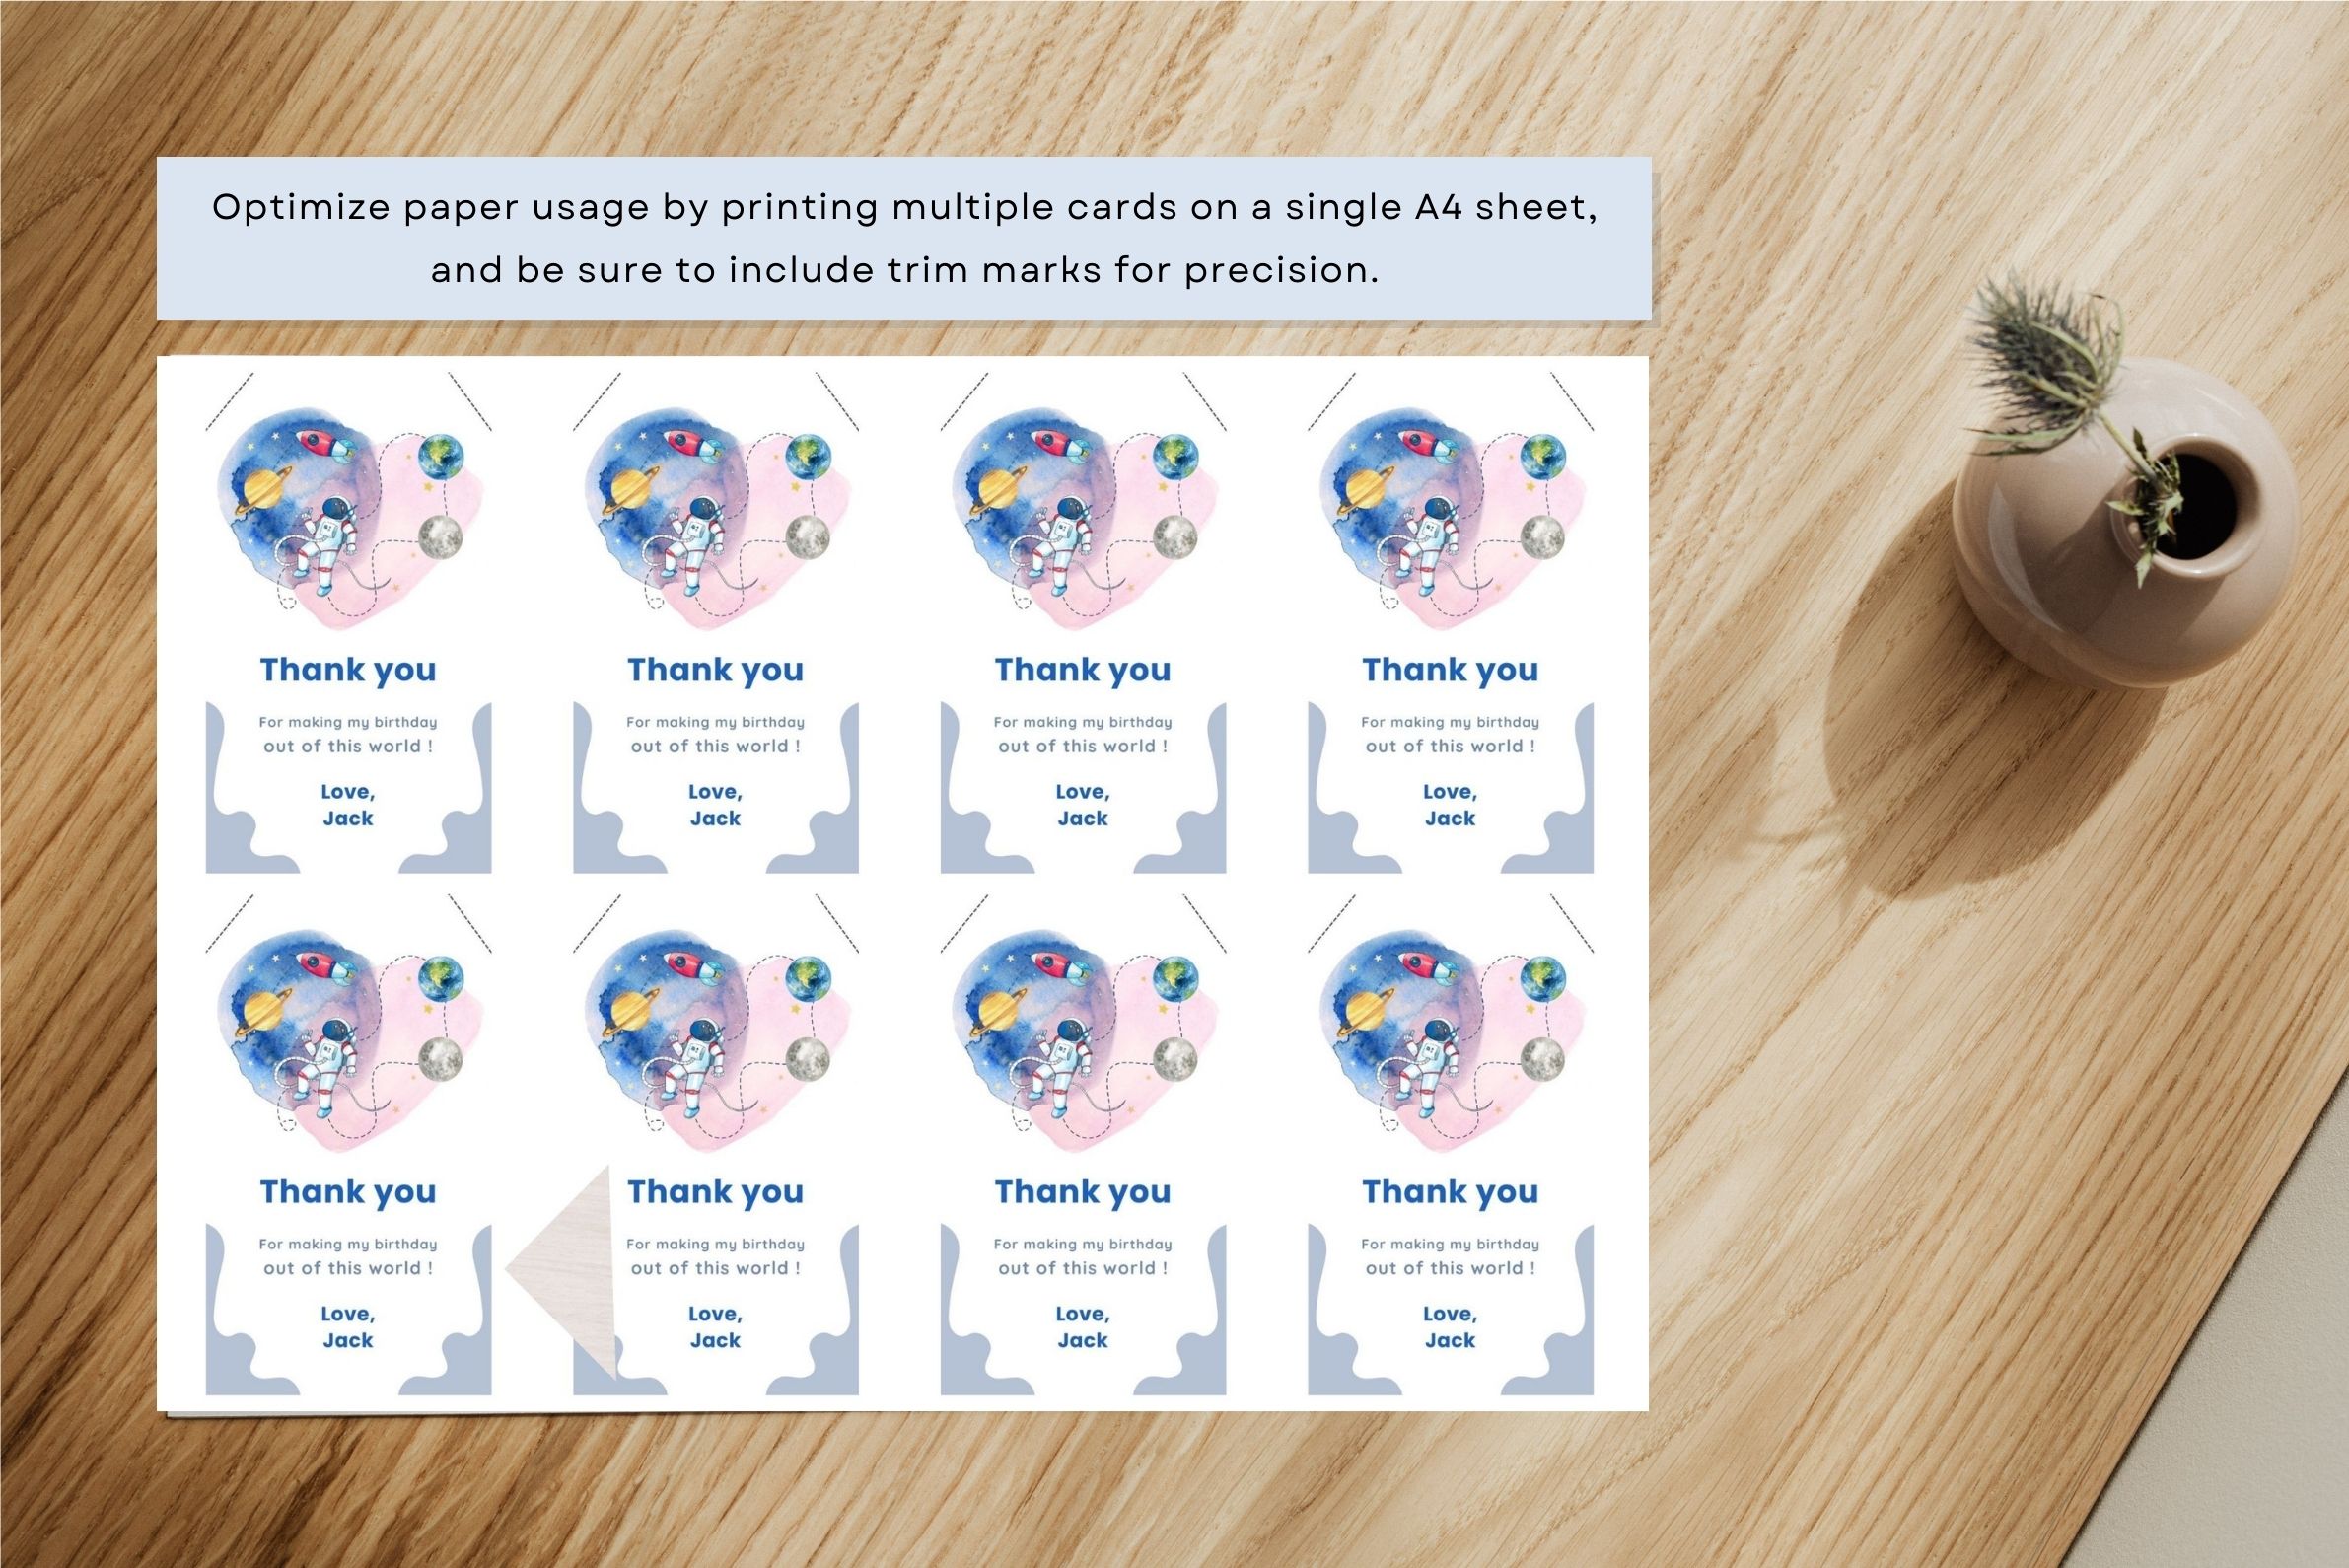 Optimize paper usage by printing multiple cards on a single A4 sheet,
and be sure to include trim marks for precision.
Thank you
For making my birthday
out of this world !
Love,
Jack
Thank you
For making my birthday
out of this world !
Love,
Jack
Thank you
For making my birthday
out of this world !
Love,
Jack
Thank you
For making my birthday
out of this world !
Love,
Jack
Thank you
For making my birthday
out of this world !
Love,
Jack
Thank you
For making my birthday
out of this world !
Love,
Jack
Thank you
For making my birthday
out of this world !
Love,
Jack
Thank you
For making my birthday
out of this world !
Love,
Jack